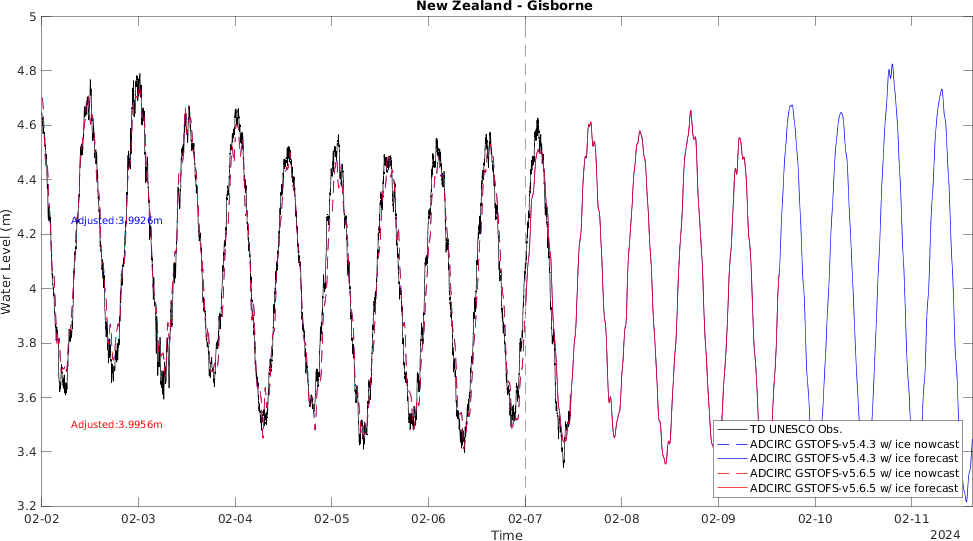 New Zealand - Gisborne
5
4.8
4.6
4.4
4.2
4
3.8
3.6
3.4
3.2
Water Level (m)
Adjusted:3.9926m
Adjusted:3.9956m
TD UNESCO Obs.
ADCIRC GSTOFS-v5.4.3 w/ ice nowcast
ADCIRC GSTOFS-v5.4.3 w/ ice forecast
ADCIRC GSTOFS-v5.6.5 w/ ice nowcast
ADCIRC GSTOFS-v5.6.5 w/ ice forecast
02-02 02-03 02-04 02-05 02-06 02-07 02-08 02-09 02-10 02-11
Time
2024